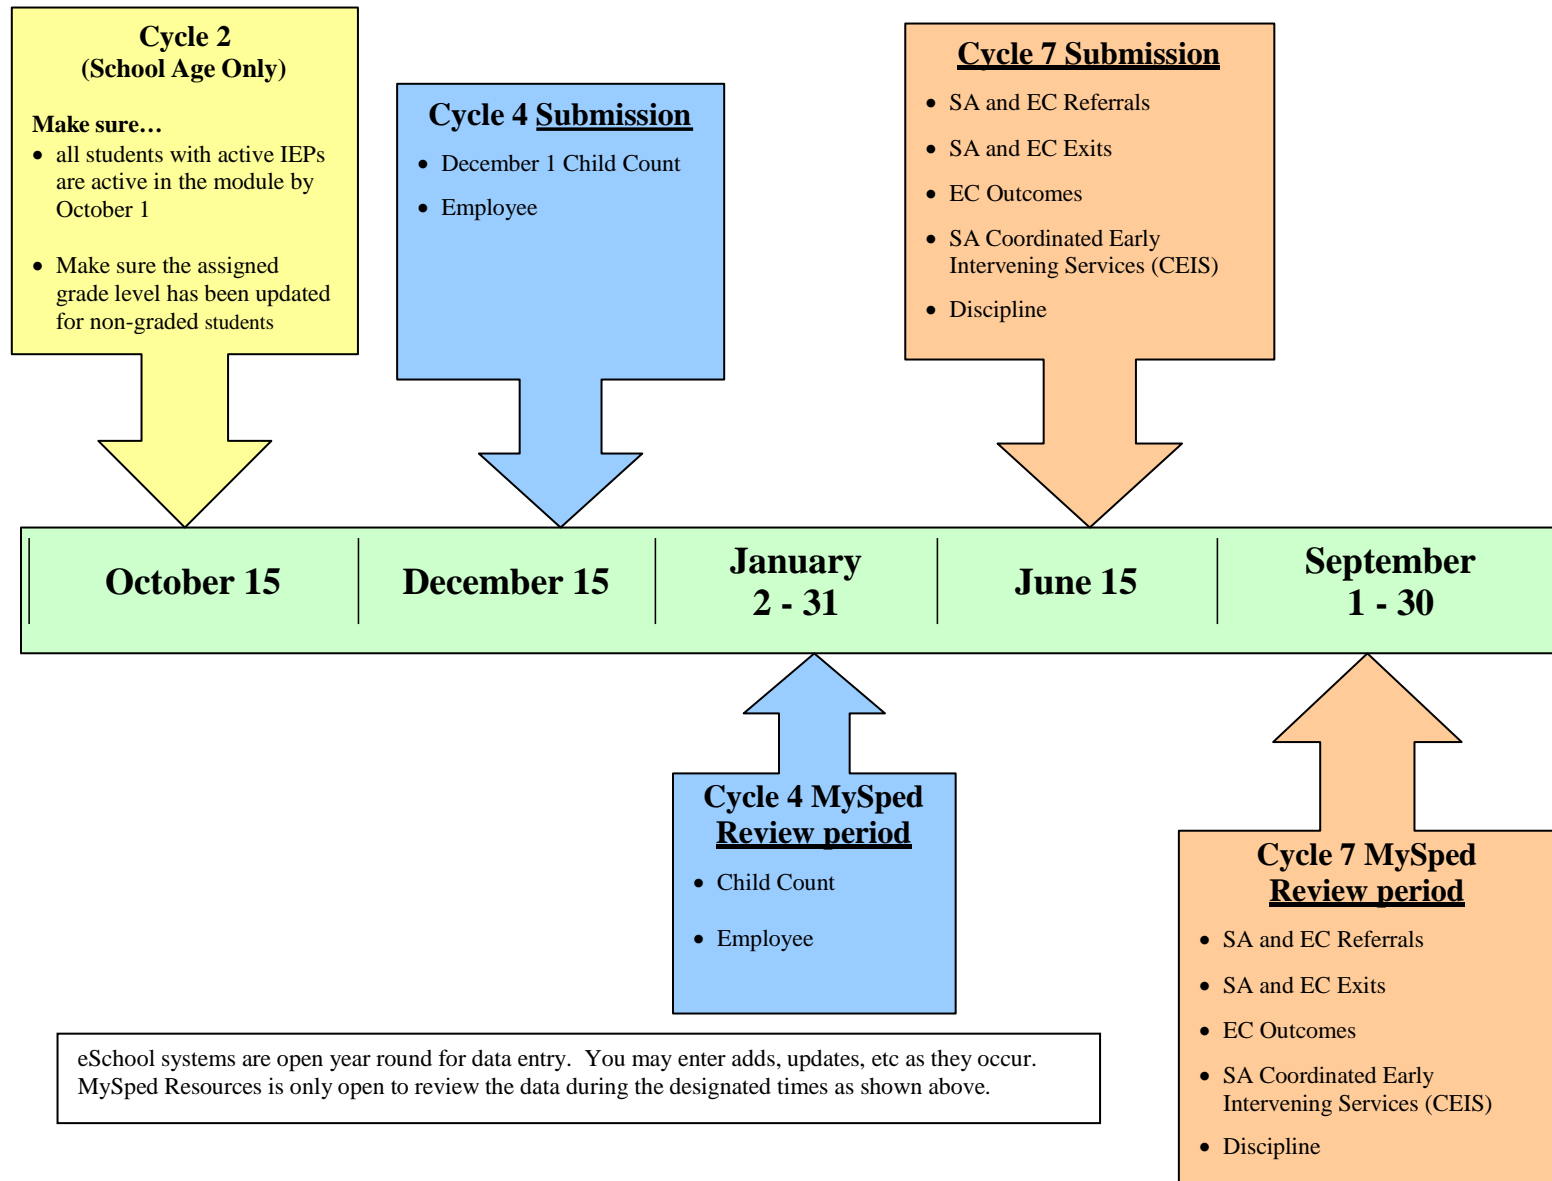 Cycle 2
(School Age Only)
Make sure…
• all students with active IEPs
are active in the module by
October 1
• Make sure the assigned
grade level has been updated
for non-graded students
Cycle 4 Submission
• December 1 Child Count
• Employee
Cycle 7 Submission
• SA and EC Referrals
• SA and EC Exits
• EC Outcomes
• SA Coordinated Early
Intervening Services (CEIS)
• Discipline
October 15
December 15
January
2 - 31
June 15
September
1 - 30
Cycle 4 MySped
Review period
• Child Count
• Employee
Cycle 7 MySped
Review period
• SA and EC Referrals
• SA and EC Exits
• EC Outcomes
• SA Coordinated Early
Intervening Services (CEIS)
• Discipline
eSchool systems are open year round for data entry.  You may enter adds, updates, etc as they occur.
MySped Resources is only open to review the data during the designated times as shown above.